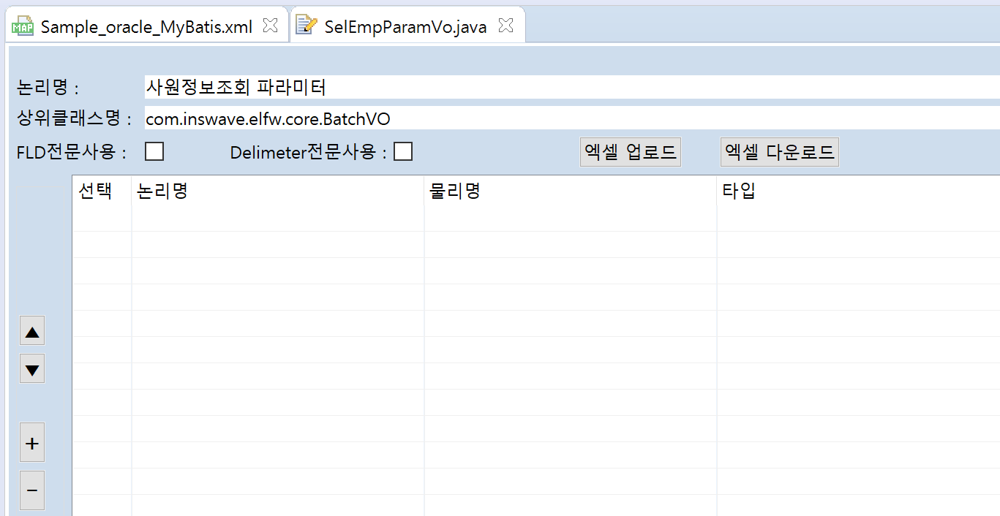 MAP Sample_oracle_MyBatis.xml SelEmpParamVo.java
논리명 : 사원정보조회 파라미터
상위클래스명 : com.inswave.elfw.core.BatchVO
FLD전문사용 : Delimeter전문사용 : 엑셀 업로드 엑셀 다운로드
선택 논리명 물리명 타입
▲
▼
+
−